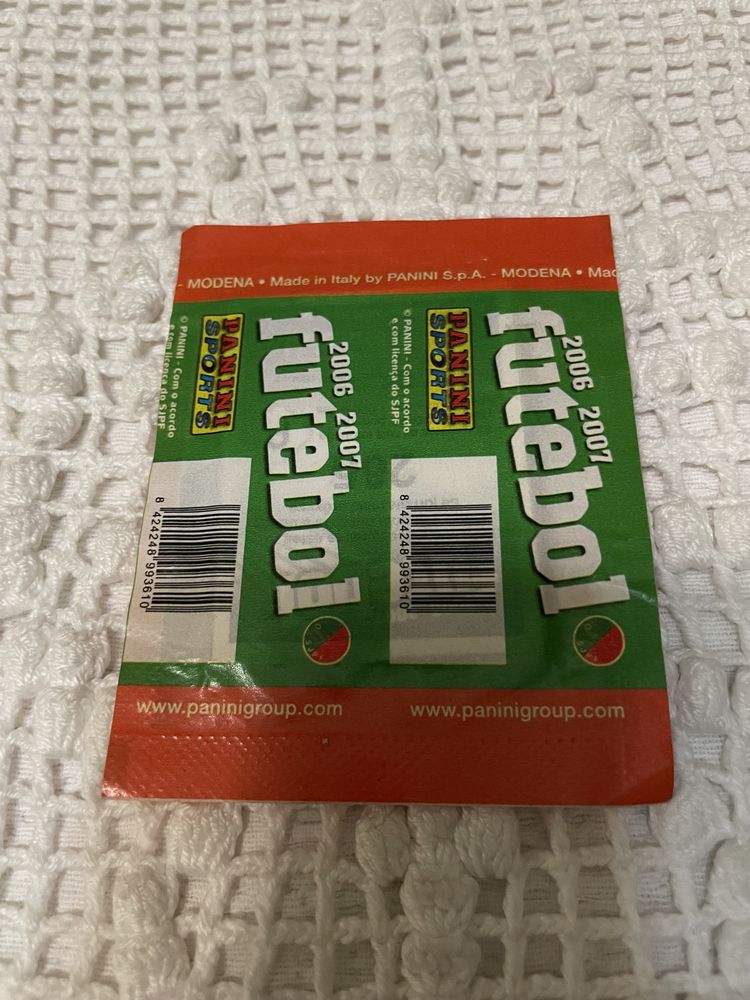 - MODENA • Made in Italy by PANINI S.p.A. - MODENA • Mad
© PANINI - Com o acordo
e com licença do SJPF
PANINI
SPORTS
2006 2007
futebol
8 424248 993610
© PANINI - Com o acordo
e com licença do SJPF
PANINI
SPORTS
2006 2007
futebol
8 424248 993610
www.paninigroup.com
www.paninigroup.com